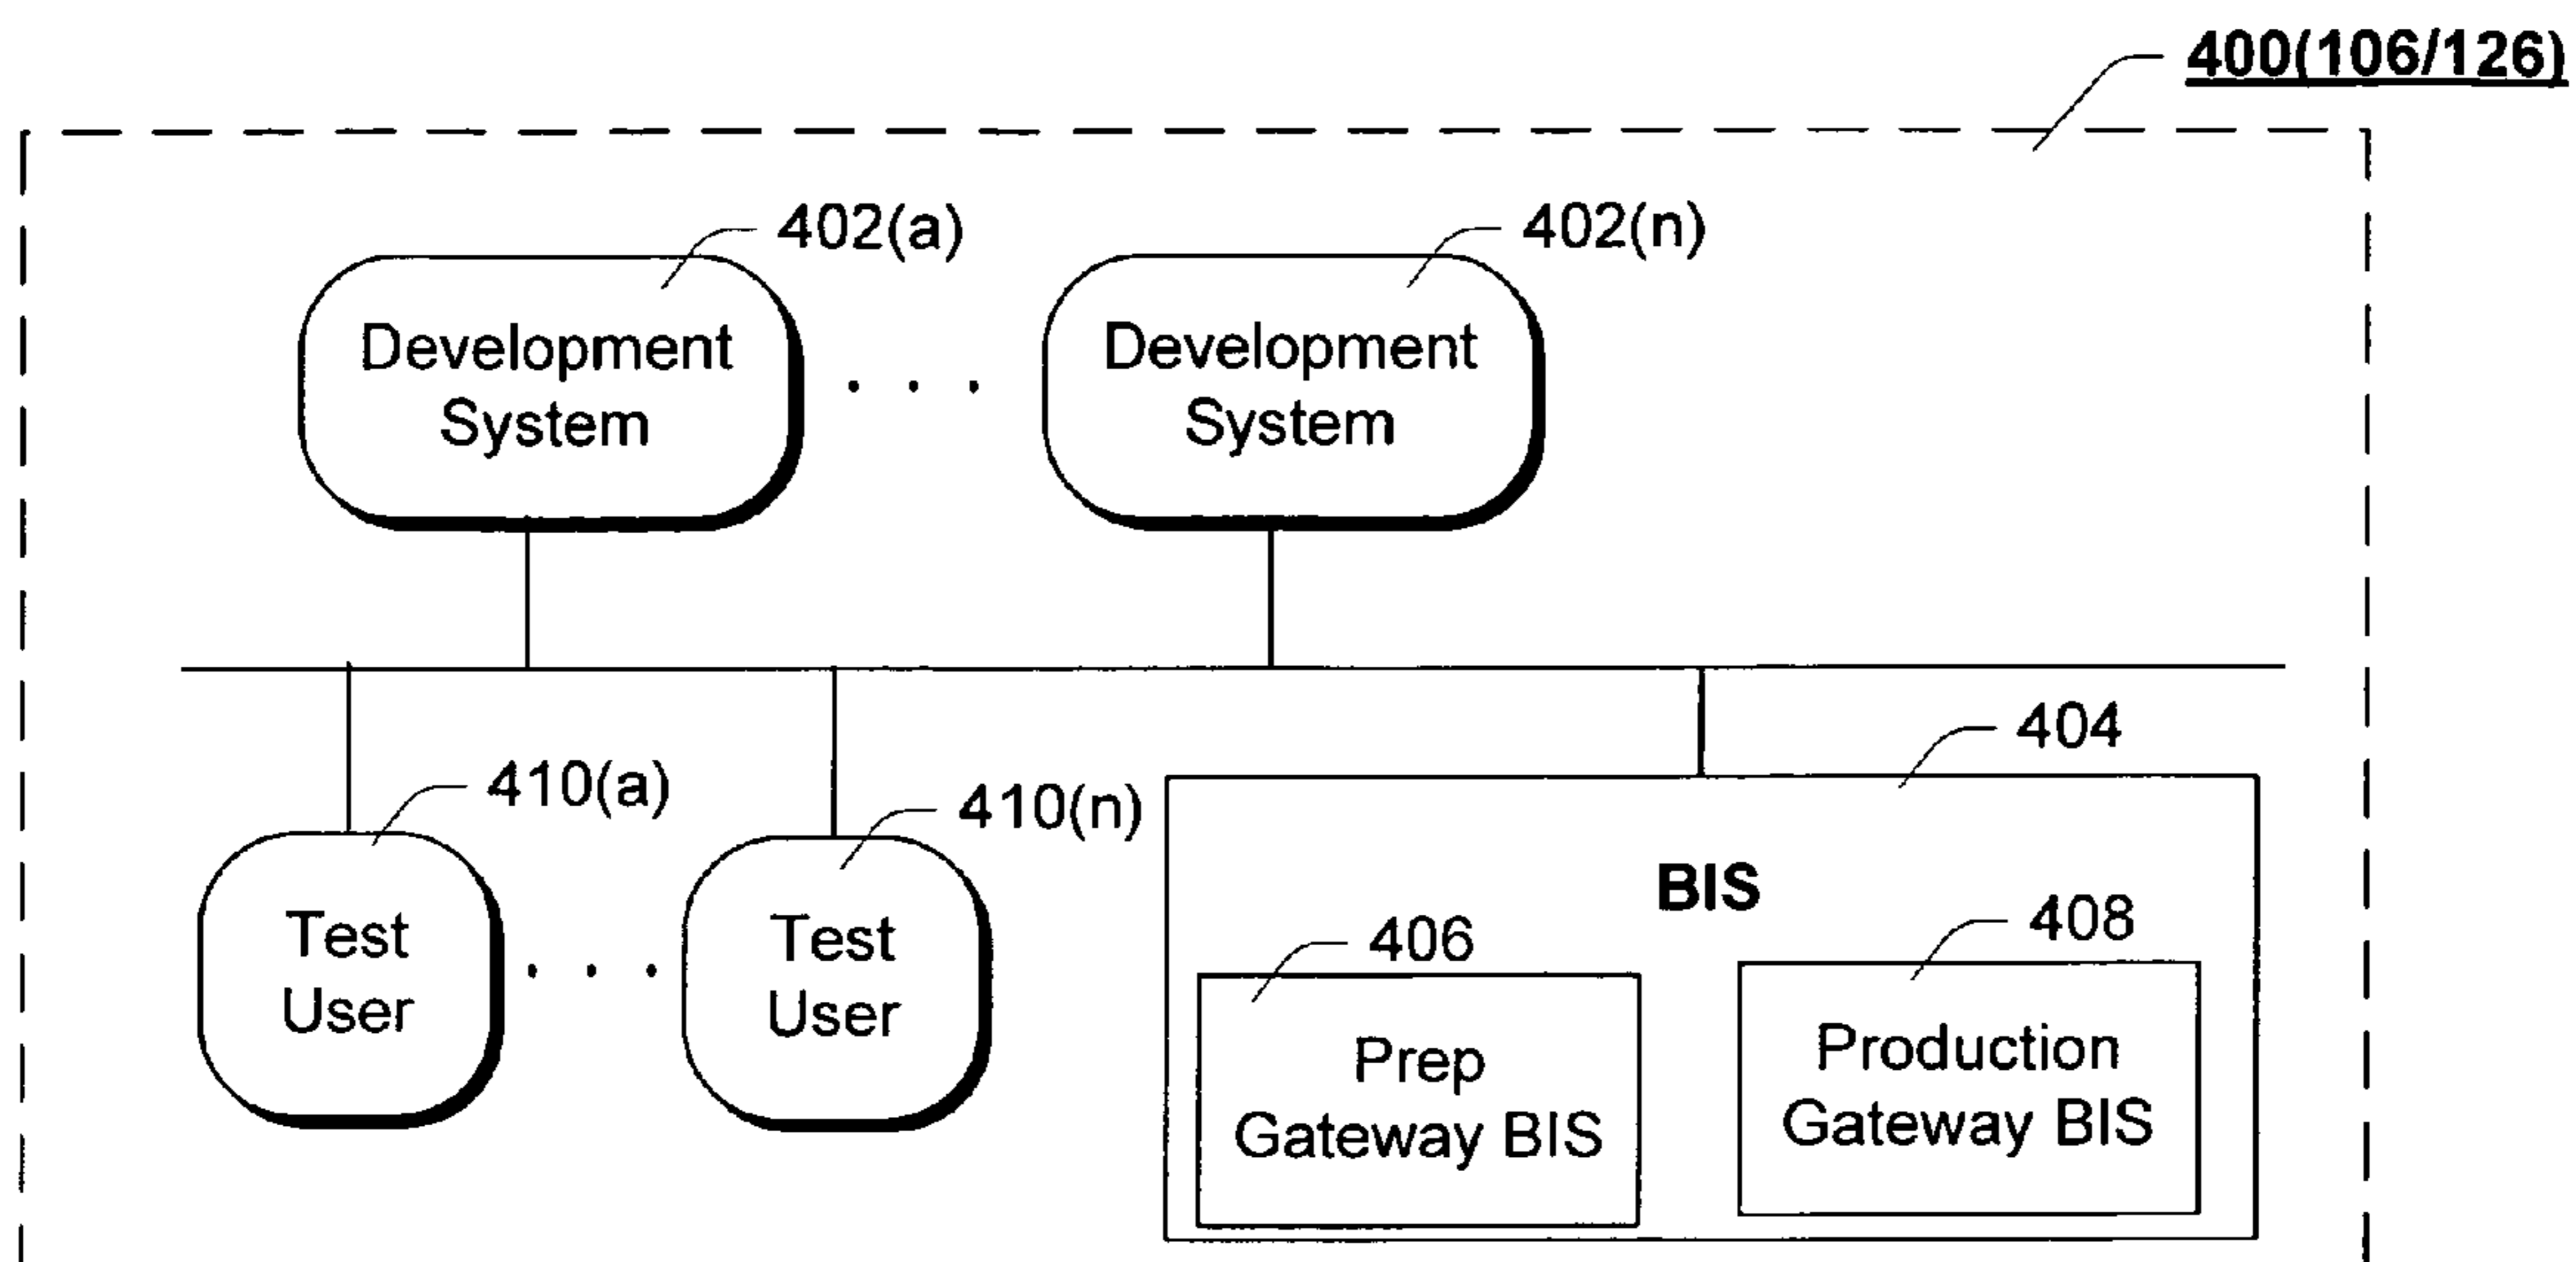 400(106/126)
402(a)
402(n)
Development
System
. . .
Development
System
404
410(a)
410(n)
BIS
406
408
Test
User
. . .
Test
User
Prep
Gateway BIS
Production
Gateway BIS